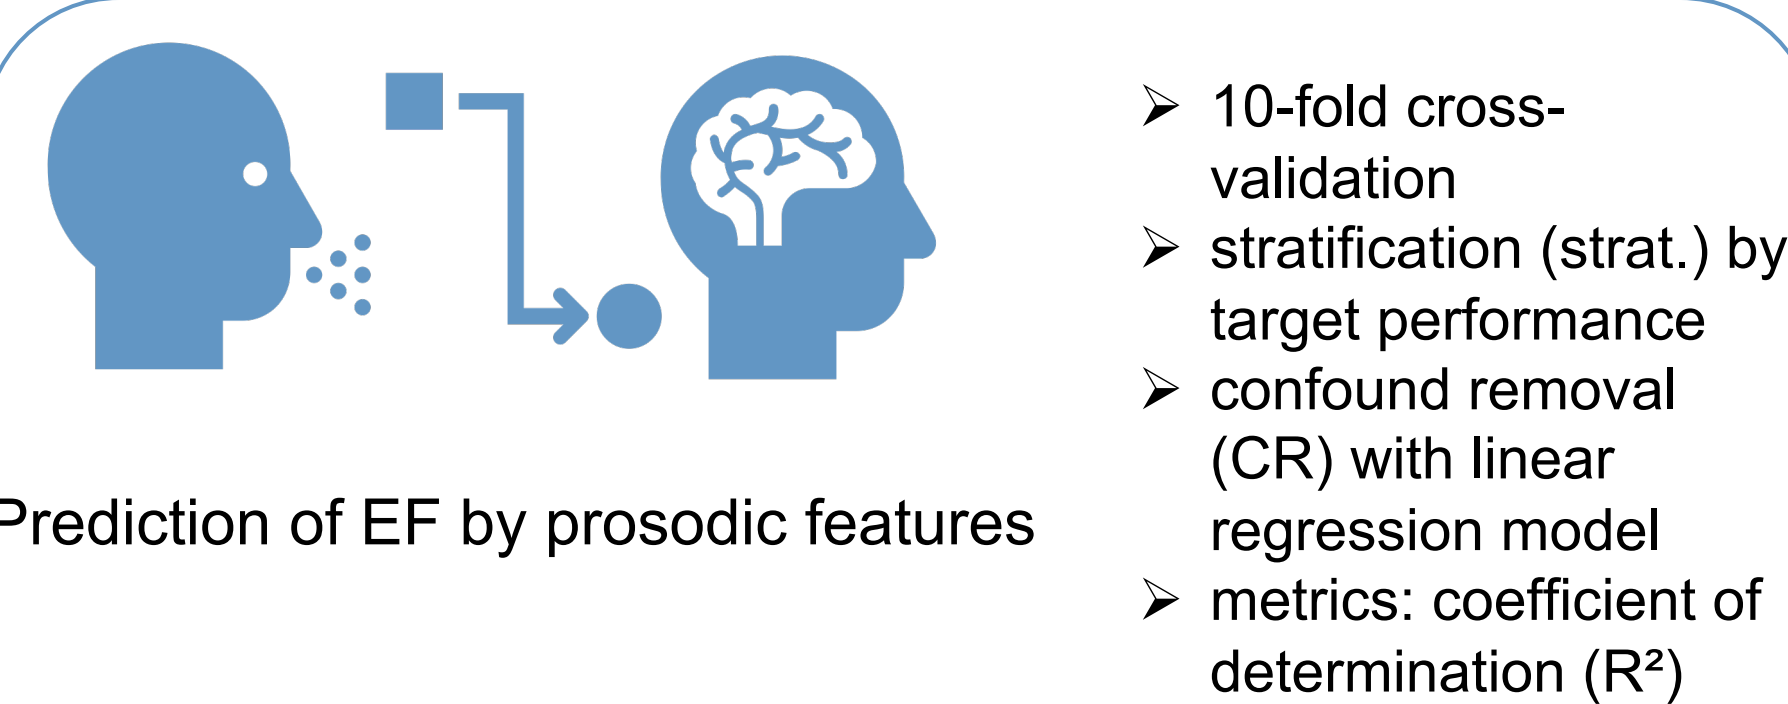 Prediction of EF by prosodic features
➢ 10-fold cross-
validation
➢ stratification (strat.) by
target performance
➢ confound removal
(CR) with linear
regression model
➢ metrics: coefficient of
determination (R²)